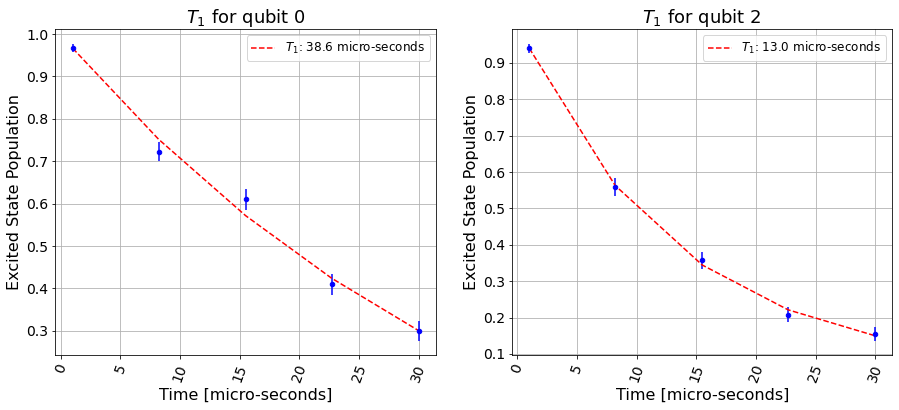 T₁ for qubit 0
T₁: 38.6 micro-seconds
Excited State Population
1.0
0.9
0.8
0.7
0.6
0.5
0.4
0.3
0 5 10 15 20 25 30
Time [micro-seconds]
T₁ for qubit 2
T₁: 13.0 micro-seconds
Excited State Population
0.9
0.8
0.7
0.6
0.5
0.4
0.3
0.2
0.1
0 5 10 15 20 25 30
Time [micro-seconds]